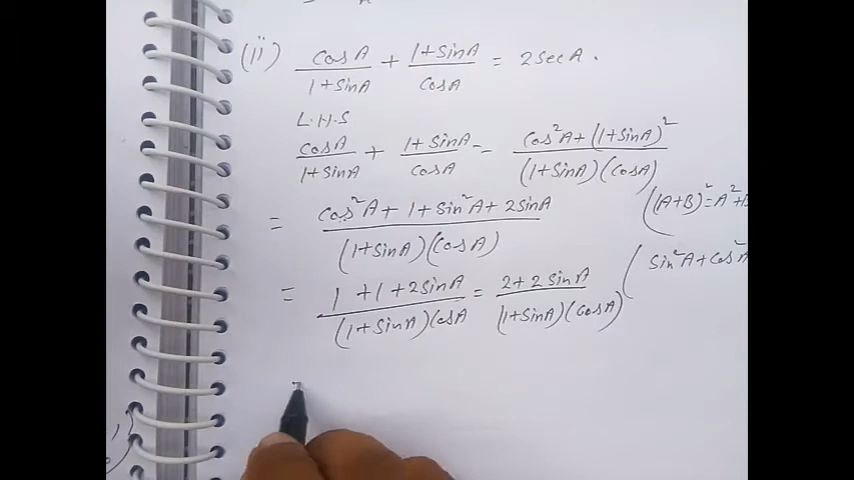 (ii) cosA/1+sinA + 1+sinA/cosA = 2secA.
L.H.S
cosA/1+sinA + 1+sinA/cosA = cos²A+(1+sinA)²/(1+sinA)(cosA)
= cos²A+1+sin²A+2sinA/(1+sinA)(cosA) ((A+B)²=A²+B
= 1+1+2sinA/(1+sinA)(cosA = 2+2sinA/(1+sinA)(cosA) (sin²A+cos²A